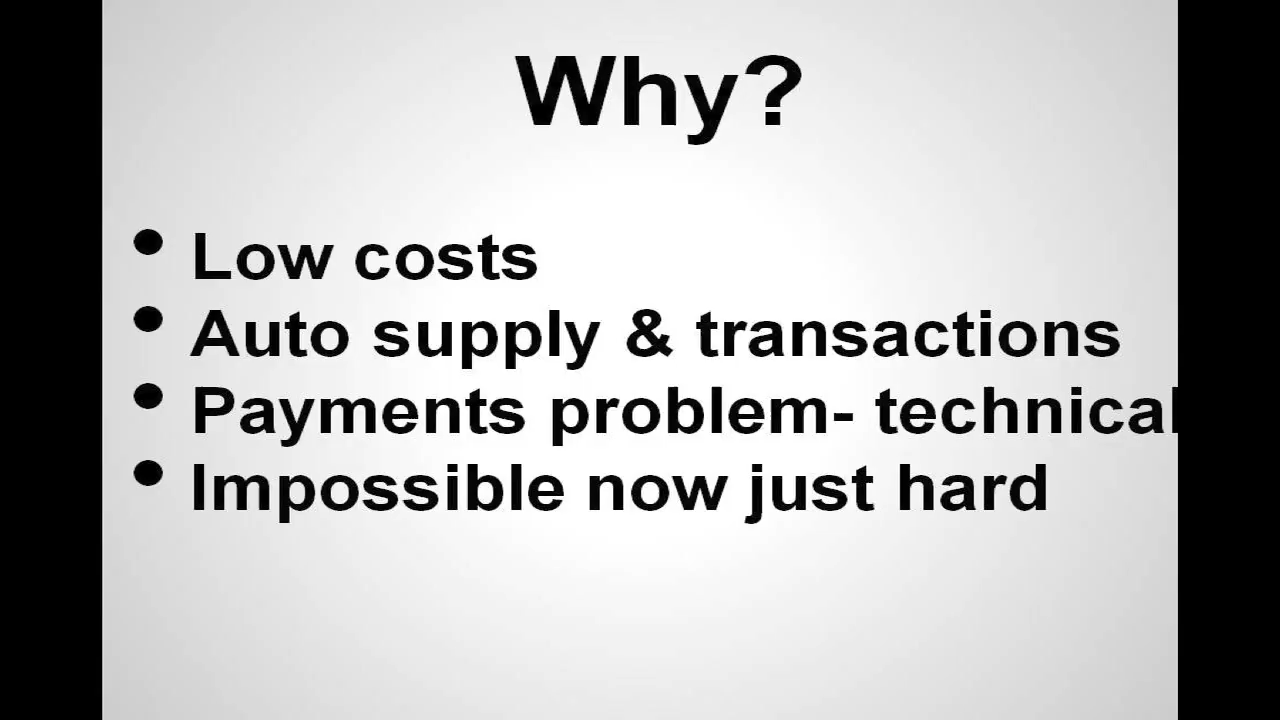 Why?
• Low costs
• Auto supply & transactions
• Payments problem- technical
• Impossible now just hard